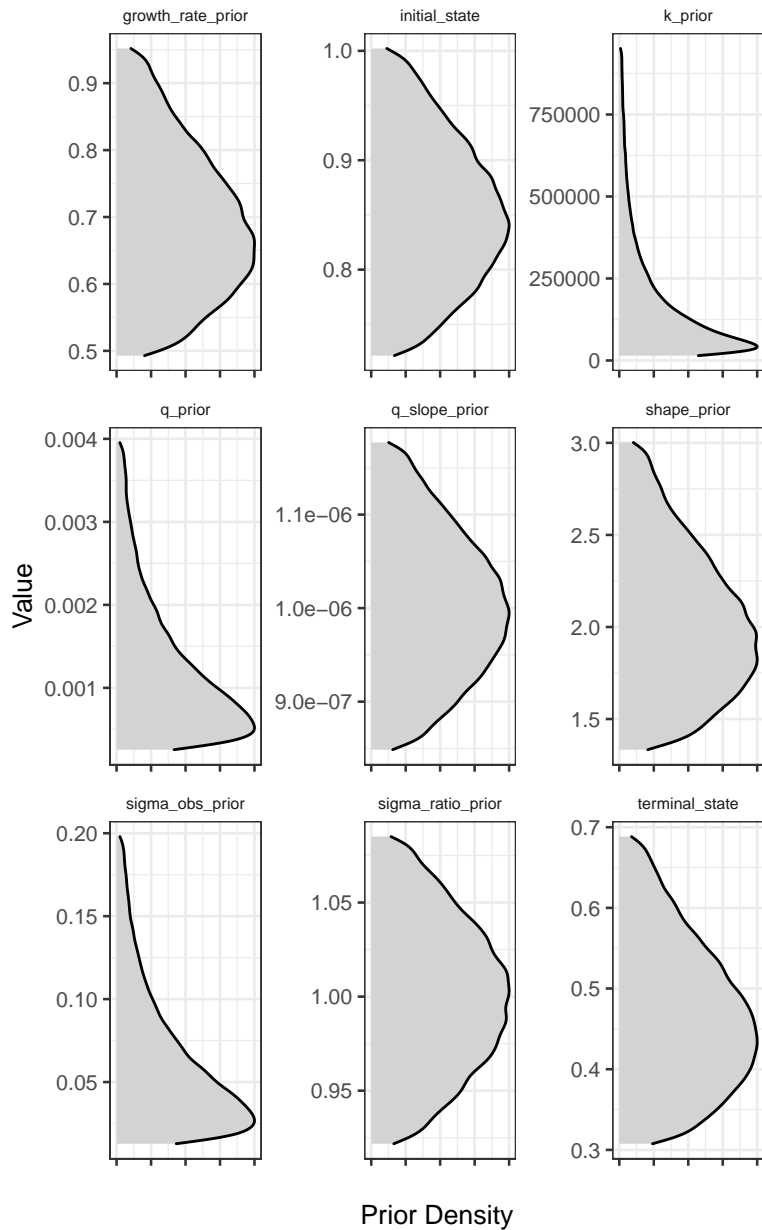 growth_rate_prior
initial_state
k_prior
0.9
0.8
0.7
0.6
0.5
1.0
0.9
0.8
750000
500000
250000
0
q_prior
q_slope_prior
shape_prior
0.004
0.003
0.002
0.001
1.1e−06
1.0e−06
9.0e−07
3.0
2.5
2.0
1.5
Value
sigma_obs_prior
sigma_ratio_prior
terminal_state
0.20
0.15
0.10
0.05
1.05
1.00
0.95
0.7
0.6
0.5
0.4
0.3
Prior Density